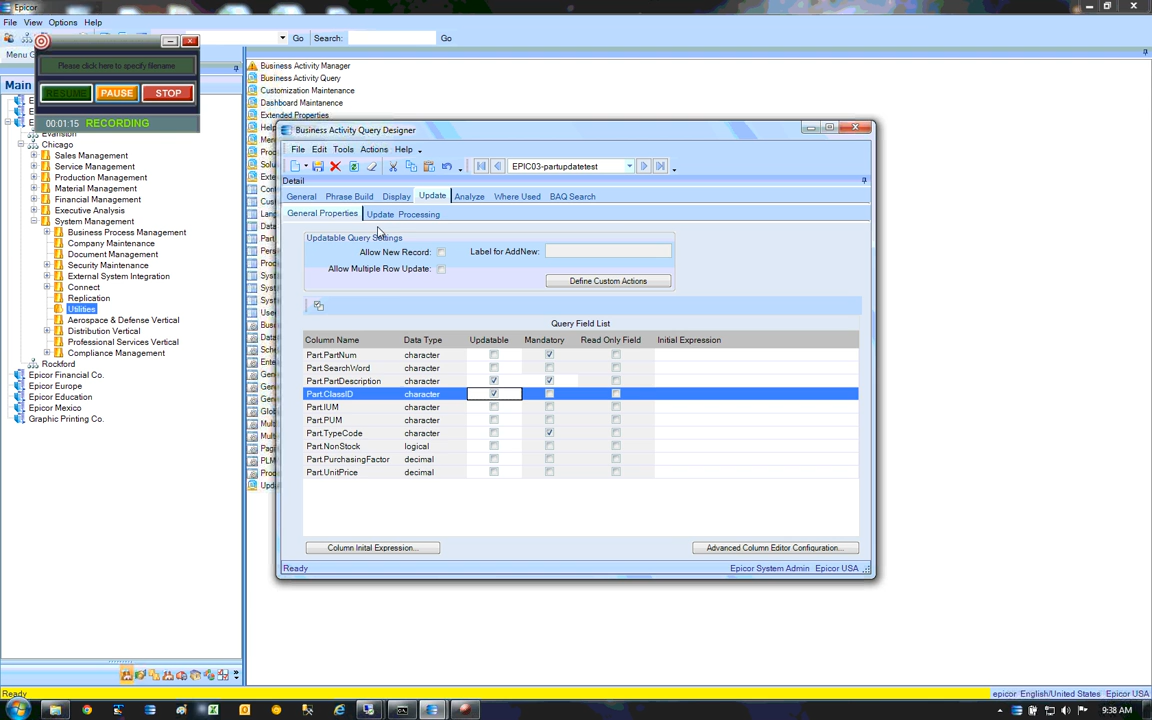 Epicor
File View Options Help
Go Search: Go
Please click here to specify filename
RESUME PAUSE STOP
00:01:15 RECORDING
Menu
Main
Evansion
Chicago
Sales Management
Service Management
Production Management
Material Management
Financial Management
Executive Analysis
System Management
Business Process Management
Company Maintenance
Document Management
Security Maintenance
External System Integration
Connect
Replication
Utilities
Aerospace & Defense Vertical
Distribution Vertical
Professional Services Vertical
Compliance Management
Rockford
Epicor Financial Co.
Epicor Europe
Epicor Education
Epicor Mexico
Graphic Printing Co.
Business Activity Manager
Business Activity Query
Customization Maintenance
Dashboard Maintanence
Extended Properties
Business Activity Query Designer
File Edit Tools Actions Help
EPIC03-partupdatetest
Detail
General Phrase Build Display Update Analyze Where Used BAQ Search
General Properties Update Processing
Updatable Query Settings
Allow New Record: Label for AddNew:
Allow Multiple Row Update: Define Custom Actions
Query Field List
Column Name Data Type Updatable Mandatory Read Only Field Initial Expression
Part.PartNum character
Part.SearchWord character
Part.PartDescription character
Part.ClassID character
Part.IUM character
Part.PUM character
Part.TypeCode character
Part.NonStock logical
Part.PurchasingFactor decimal
Part.UnitPrice decimal
Column Inital Expression... Advanced Column Editor Configuration...
Ready Epicor System Admin Epicor USA
Ready epicor English/United States Epicor USA
9:38 AM